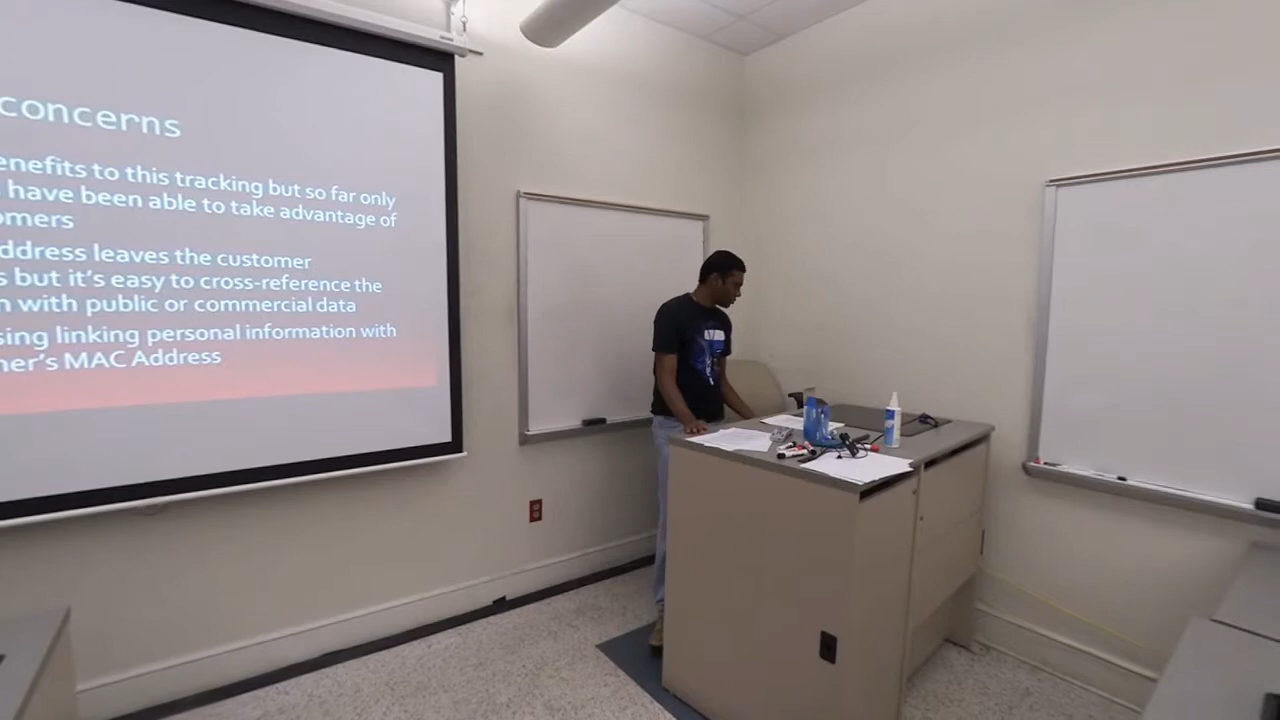 concerns
enefits to this tracking but so far only
have been able to take advantage of
omers
ddress leaves the customer
s but it's easy to cross-reference the
n with public or commercial data
sing linking personal information with
ner's MAC Address